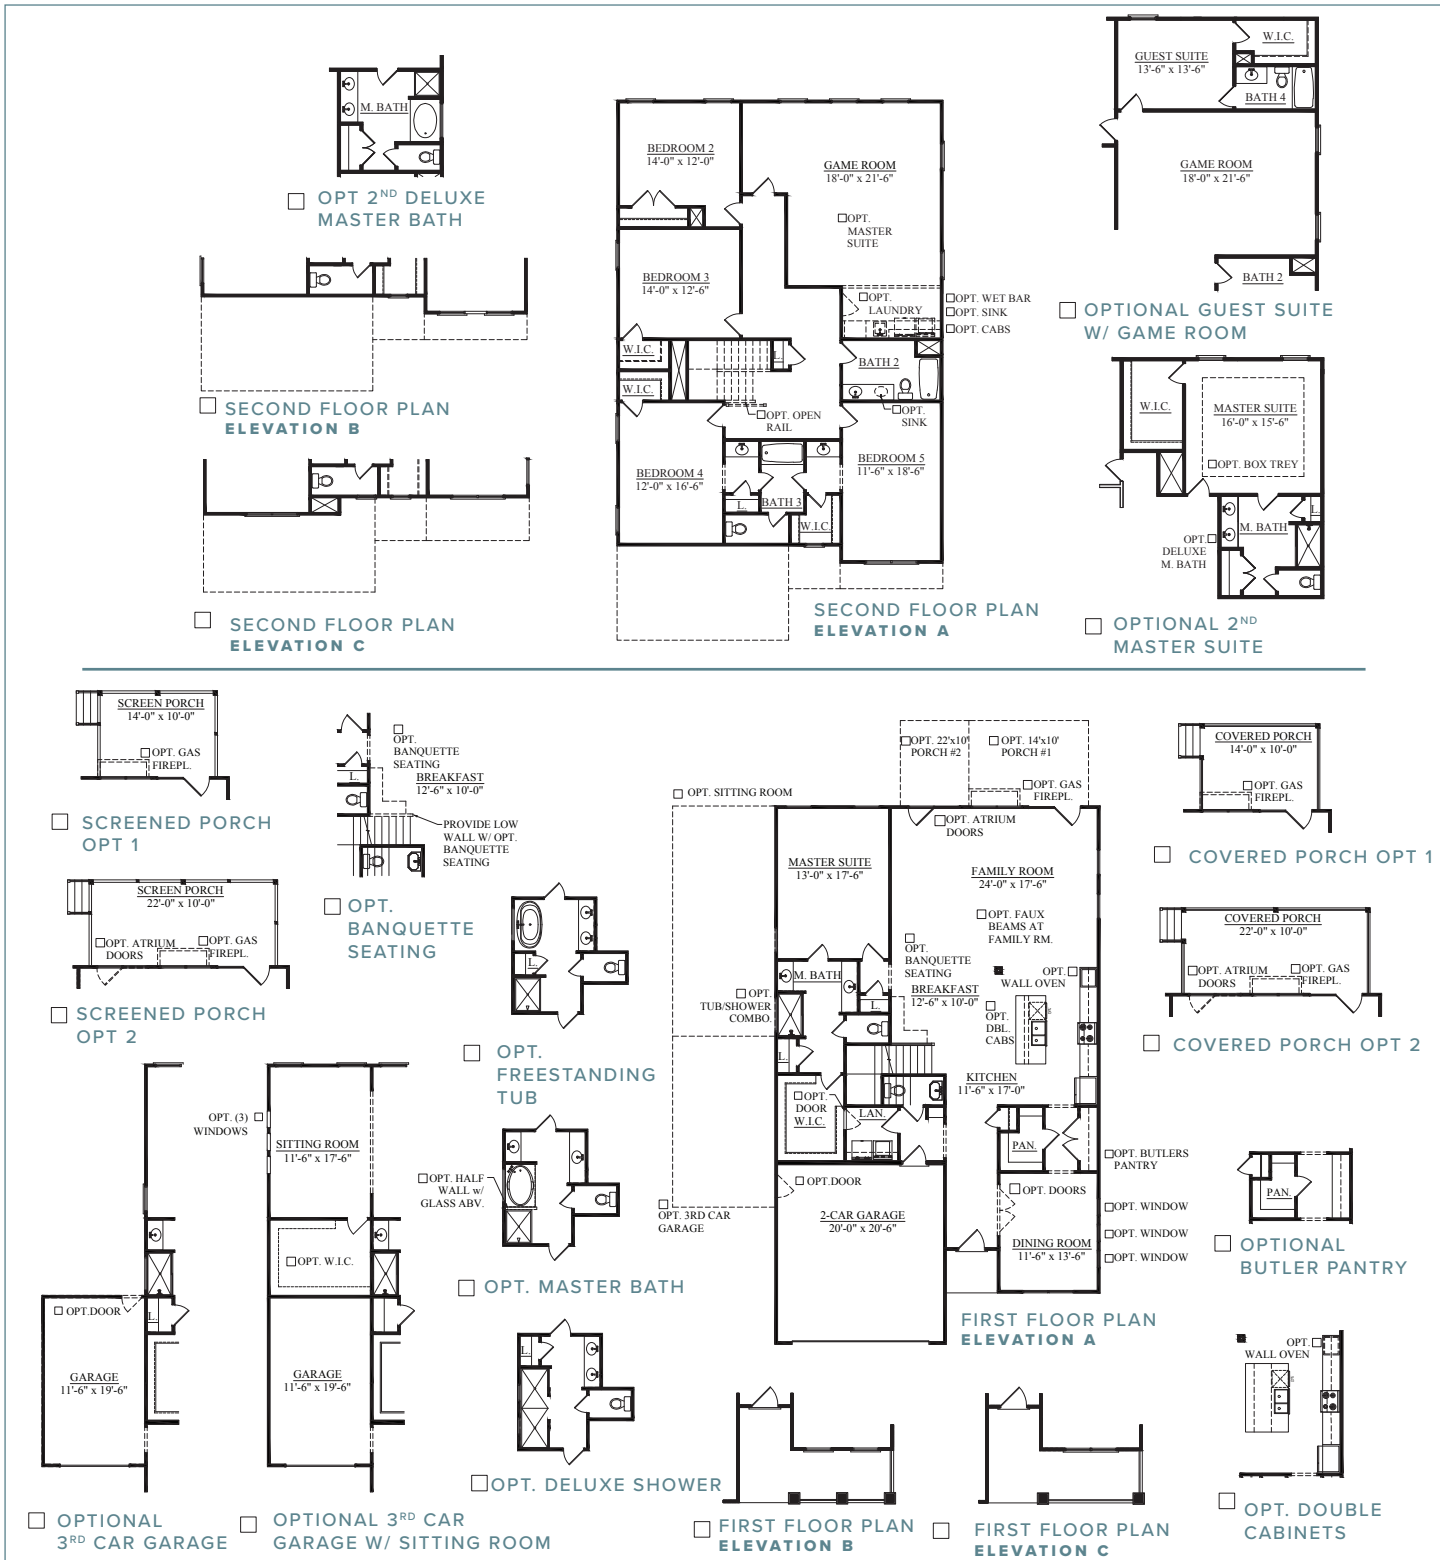 M. BATH
OPT 2ND DELUXE
MASTER BATH
SECOND FLOOR PLAN
ELEVATION B
SECOND FLOOR PLAN
ELEVATION C
BEDROOM 2
14'-0" x 12'-0"
GAME ROOM
18'-0" x 21'-6"
OPT.
MASTER
SUITE
BEDROOM 3
14'-0" x 12'-6"
OPT.
LAUNDRY
OPT. WET BAR
OPT. SINK
OPT. CABS
W.I.C.
L.
BATH 2
W.I.C.
OPT. OPEN
RAIL
OPT.
SINK
BEDROOM 4
12'-0" x 16'-6"
BEDROOM 5
11'-6" x 18'-6"
L.
BATH 3
W.I.C.
SECOND FLOOR PLAN
ELEVATION A
GUEST SUITE
13'-6" x 13'-6"
W.I.C.
BATH 4
GAME ROOM
18'-0" x 21'-6"
BATH 2
OPTIONAL GUEST SUITE
W/ GAME ROOM
W.I.C.
MASTER SUITE
16'-0" x 15'-6"
OPT. BOX TREY
L.
M. BATH
OPT.
DELUXE
M. BATH
OPTIONAL 2ND
MASTER SUITE
SCREEN PORCH
14'-0" x 10'-0"
OPT. GAS
FIREPL.
SCREENED PORCH
OPT 1
SCREEN PORCH
22'-0" x 10'-0"
OPT. ATRIUM
DOORS
OPT. GAS
FIREPL.
SCREENED PORCH
OPT 2
OPT.
BANQUETTE
SEATING
L.
BREAKFAST
12'-6" x 10'-0"
PROVIDE LOW
WALL W/ OPT.
BANQUETTE
SEATING
OPT.
BANQUETTE
SEATING
L.
OPT.
FREESTANDING
TUB
OPT. HALF
WALL w/
GLASS ABV.
OPT. MASTER BATH
L.
OPT. DELUXE SHOWER
OPT.DOOR
L.
GARAGE
11'-6" x 19'-6"
OPTIONAL
3RD CAR GARAGE
OPT. (3)
WINDOWS
SITTING ROOM
11'-6" x 17'-6"
OPT. W.I.C.
GARAGE
11'-6" x 19'-6"
OPTIONAL 3RD CAR
GARAGE W/ SITTING ROOM
OPT. 22'x10'
PORCH #2
OPT. 14'x10'
PORCH #1
OPT. SITTING ROOM
OPT. GAS
FIREPL.
OPT. ATRIUM
DOORS
MASTER SUITE
13'-0" x 17'-6"
FAMILY ROOM
24'-0" x 17'-6"
OPT. FAUX
BEAMS AT
FAMILY RM.
OPT.
BANQUETTE
SEATING
M. BATH
BREAKFAST
12'-6" x 10'-0"
OPT.
WALL OVEN
OPT.
TUB/SHOWER
COMBO.
L.
OPT.
DBL.
CABS
L.
KITCHEN
11'-6" x 17'-0"
OPT.
DOOR
W.I.C.
LAN.
PAN.
OPT. BUTLERS
PANTRY
OPT.DOOR
OPT. DOORS
2-CAR GARAGE
20'-0" x 20'-6"
OPT. 3RD CAR
GARAGE
DINING ROOM
11'-6" x 13'-6"
OPT. WINDOW
OPT. WINDOW
OPT. WINDOW
FIRST FLOOR PLAN
ELEVATION A
COVERED PORCH
14'-0" x 10'-0"
OPT. GAS
FIREPL.
COVERED PORCH OPT 1
COVERED PORCH
22'-0" x 10'-0"
OPT. ATRIUM
DOORS
OPT. GAS
FIREPL.
COVERED PORCH OPT 2
PAN.
OPTIONAL
BUTLER PANTRY
OPT.
WALL OVEN
OPT. DOUBLE
CABINETS
FIRST FLOOR PLAN
ELEVATION B
FIRST FLOOR PLAN
ELEVATION C